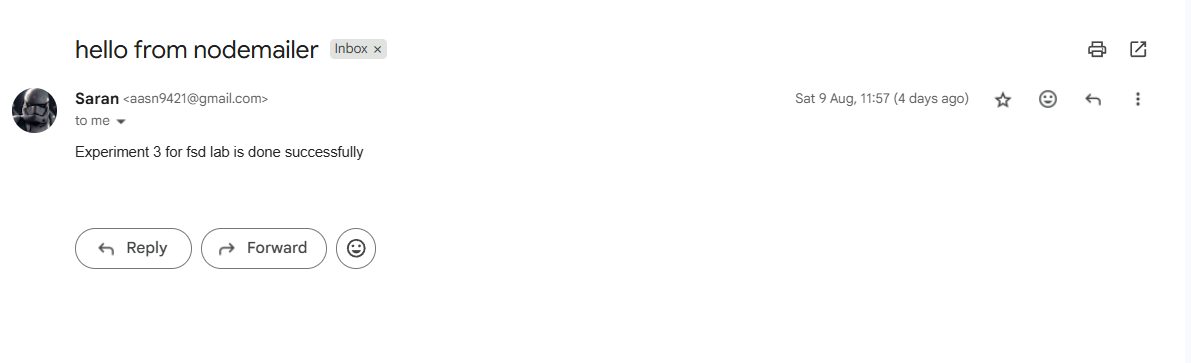 hello from nodemailer Inbox ×
Saran <aasn9421@gmail.com> Sat 9 Aug, 11:57 (4 days ago)
to me
Experiment 3 for fsd lab is done successfully
Reply Forward